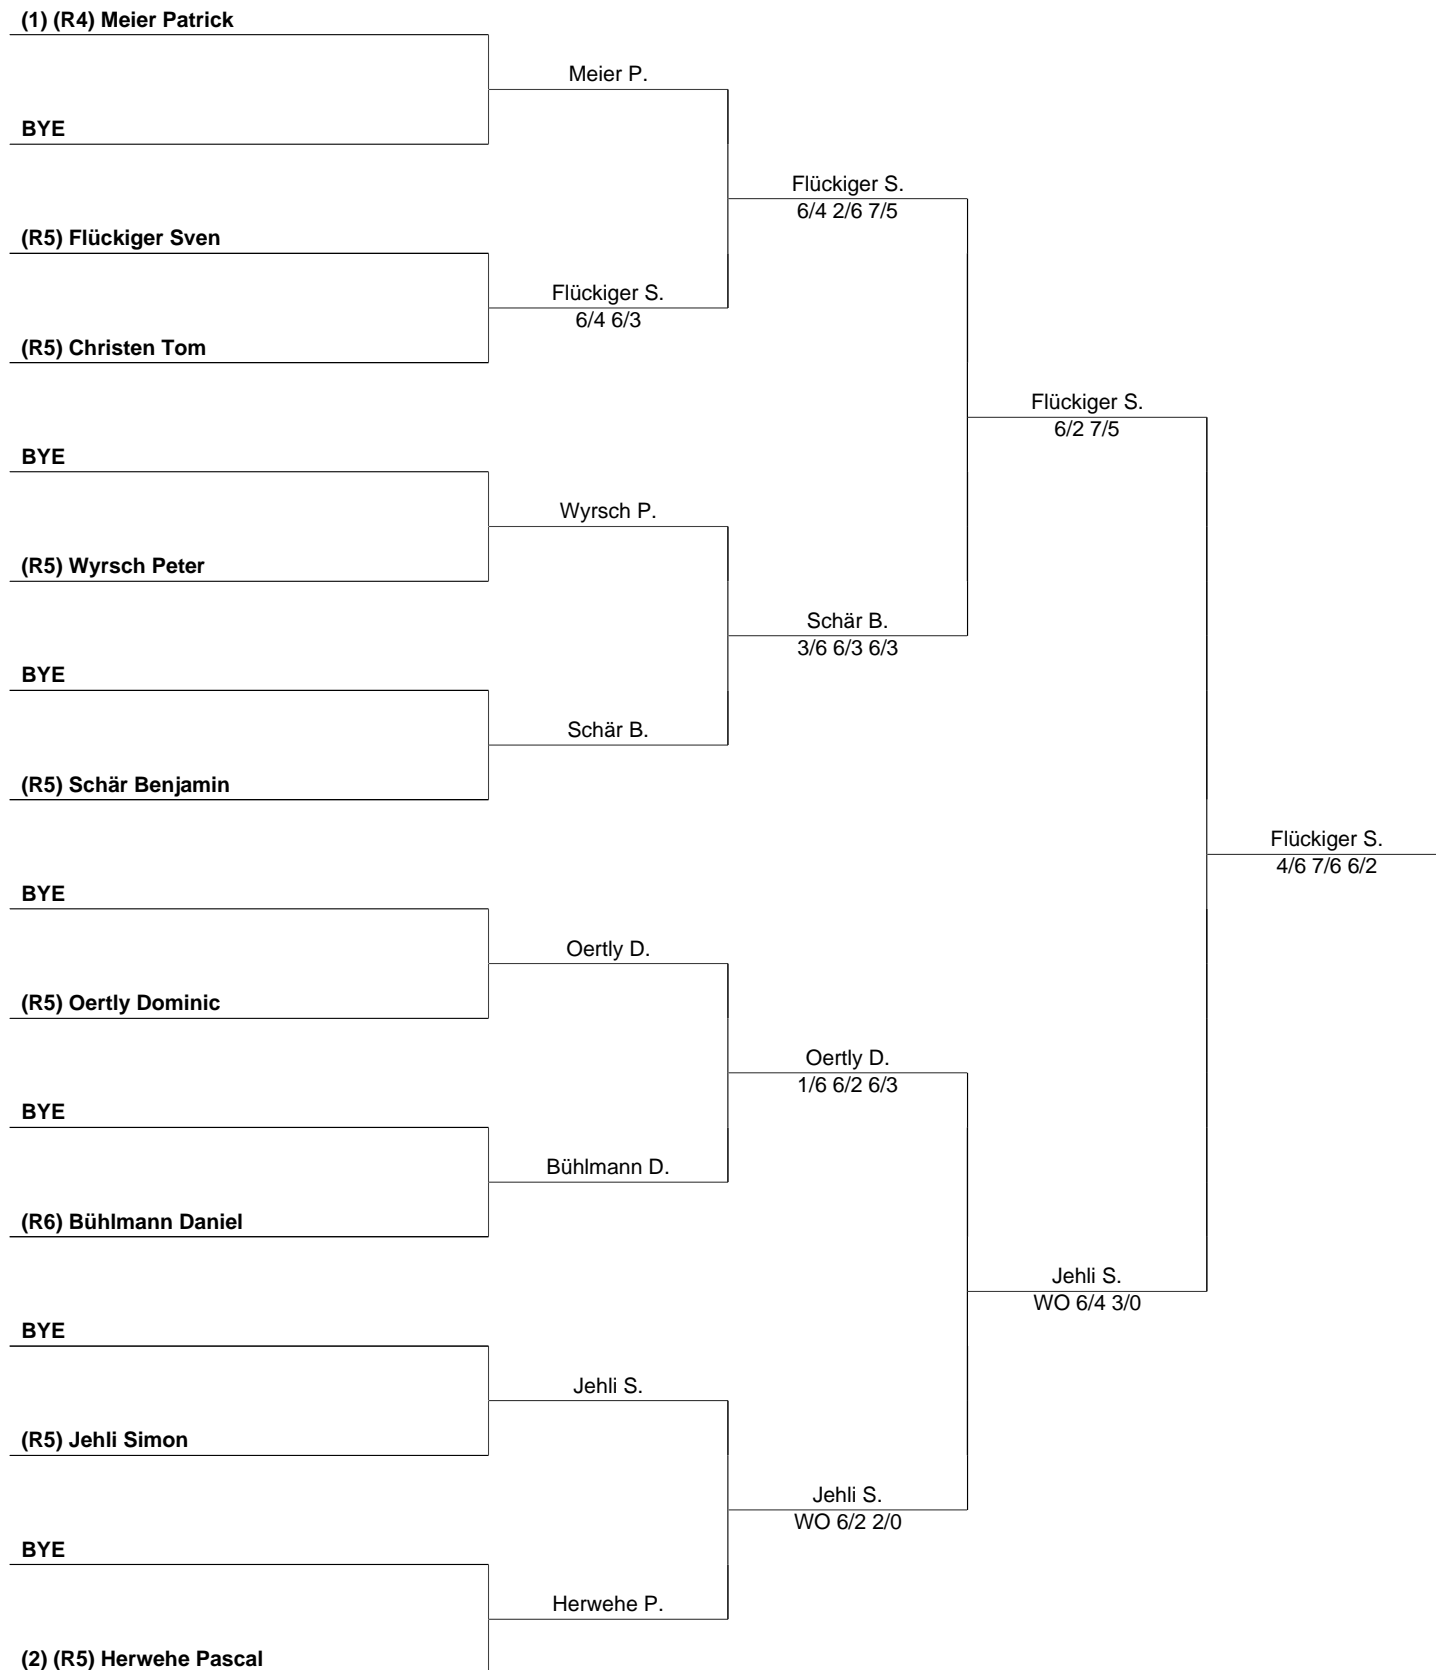 (1) (R4) Meier Patrick
Meier P.
BYE
Flückiger S.
6/4 2/6 7/5
(R5) Flückiger Sven
Flückiger S.
6/4 6/3
(R5) Christen Tom
Flückiger S.
6/2 7/5
BYE
Wyrsch P.
(R5) Wyrsch Peter
Schär B.
3/6 6/3 6/3
BYE
Schär B.
(R5) Schär Benjamin
Flückiger S.
4/6 7/6 6/2
BYE
Oertly D.
(R5) Oertly Dominic
Oertly D.
1/6 6/2 6/3
BYE
Bühlmann D.
(R6) Bühlmann Daniel
Jehli S.
WO 6/4 3/0
BYE
Jehli S.
(R5) Jehli Simon
Jehli S.
WO 6/2 2/0
BYE
Herwehe P.
(2) (R5) Herwehe Pascal